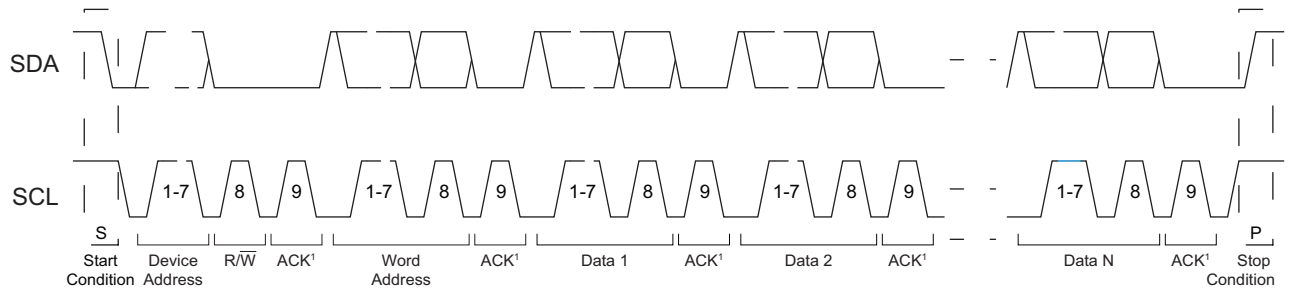 SDA
SCL
1-7 8 9 1-7 8 9 1-7 8 9 1-7 8 9 1-7 8 9
S P
Start Device R/W ACK¹ Word ACK¹ Data 1 ACK¹ Data 2 ACK¹ Data N ACK¹ Stop
Condition Address Address Condition